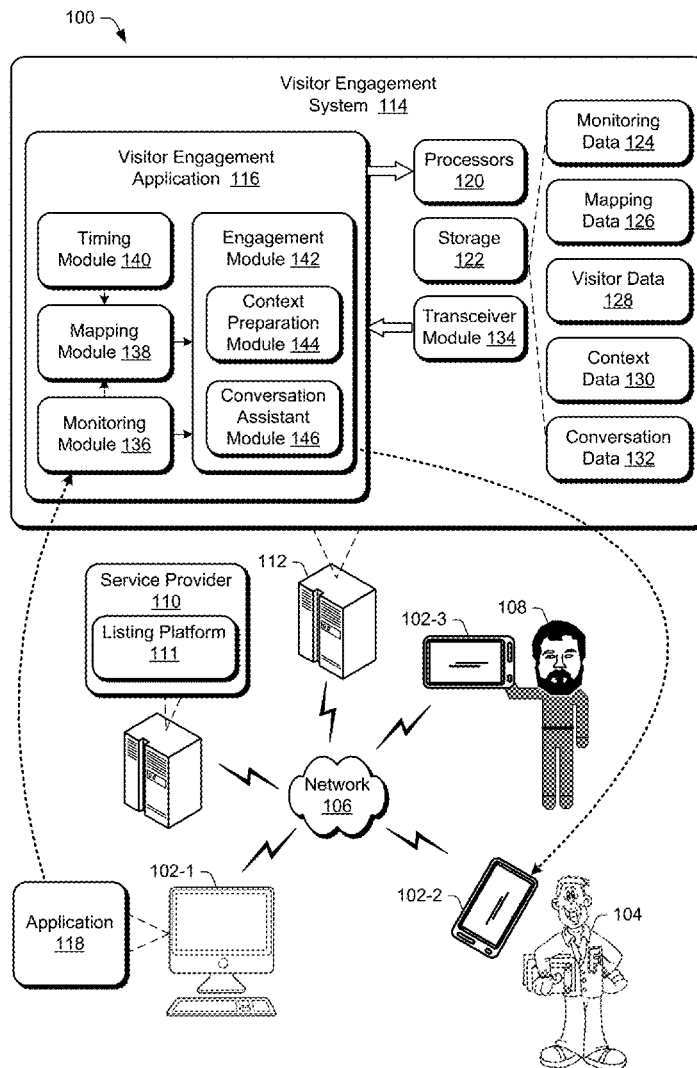 100
Visitor Engagement
System 114
Visitor Engagement
Application 116
Timing
Module 140
Mapping
Module 138
Monitoring
Module 136
Engagement
Module 142
Context
Preparation
Module 144
Conversation
Assistant
Module 146
Processors
120
Storage
122
Transceiver
Module 134
Monitoring
Data 124
Mapping
Data 126
Visitor Data
128
Context
Data 130
Conversation
Data 132
Service Provider
110
Listing Platform
111
112
102-3
108
Network
106
102-1
Application
118
102-2
104